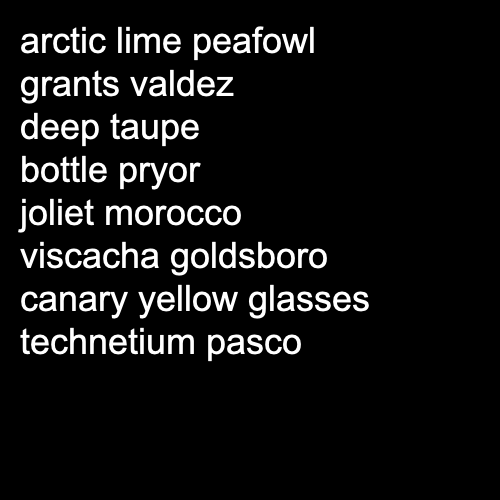 arctic lime peafowl
grants valdez
deep taupe
bottle pryor
joliet morocco
viscacha goldsboro
canary yellow glasses
technetium pasco